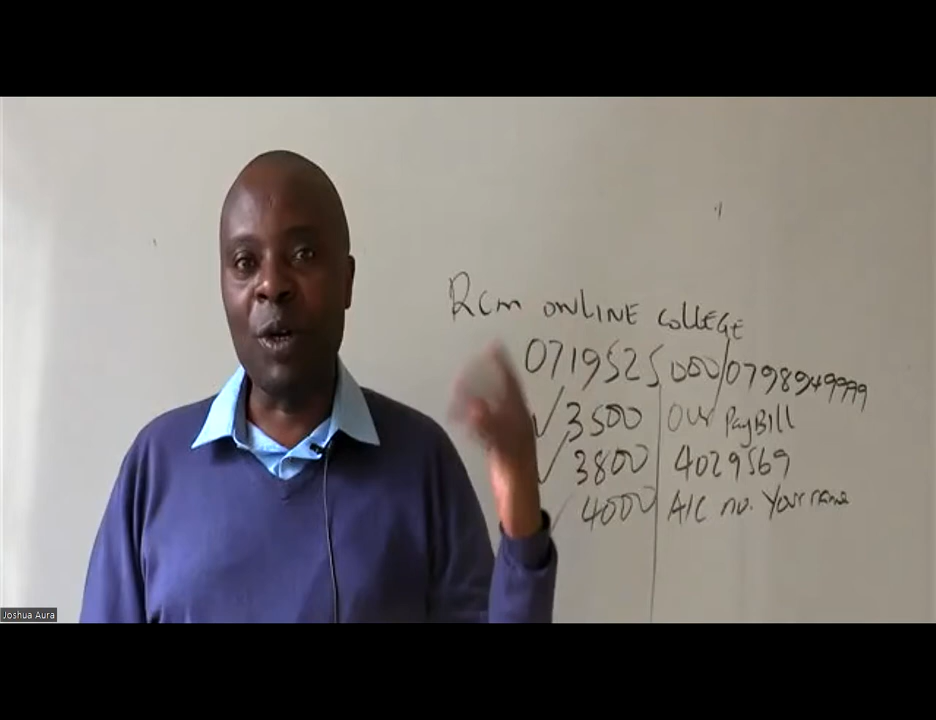 Rcm ONLINE COLLEGE
0719525000/0798949999
✓ 3500 Our PayBill
✓ 3800 4029569
✓ 4000 A/C no. Your name
Joshua Aura